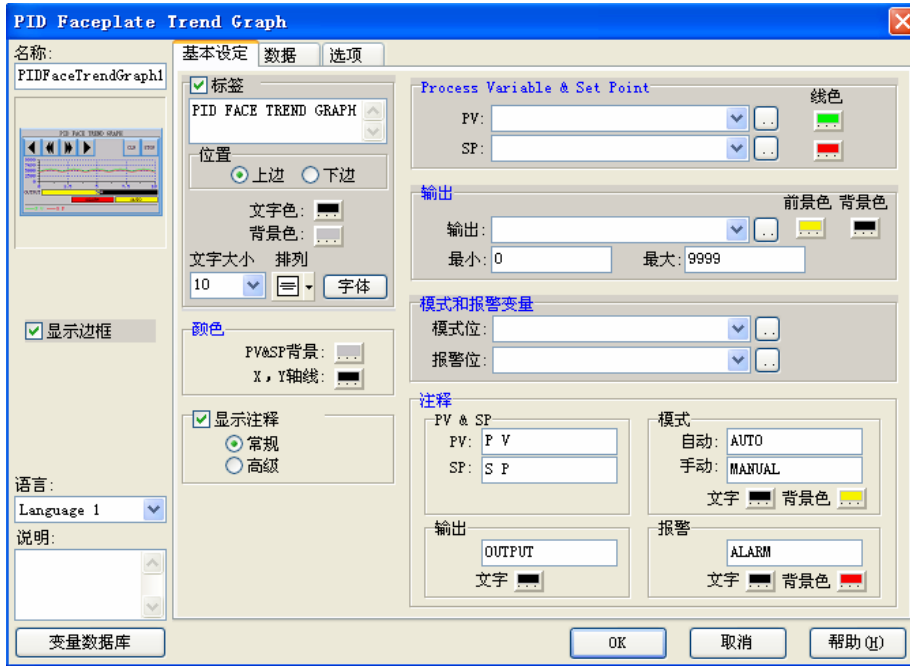 PID Faceplate Trend Graph
名称:
PIDFaceTrendGraph1
PID FACE TREND GRAPH
显示边框
语言:
Language 1
说明:
变量数据库
基本设定 数据 选项
标签
PID FACE TREND GRAPH
位置
上边 下边
文字色: ...
背景色: ...
文字大小 排列
10 字体
颜色
PV&SP背景: ...
X，Y轴线: ...
显示注释
常规
高级
Process Variable & Set Point
线色
PV: .. ...
SP: .. ...
输出
前景色 背景色
输出: .. ... ...
最小: 0 最大: 9999
模式和报警变量
模式位: ..
报警位: ..
注释
PV & SP
PV: P V
SP: S P
模式
自动: AUTO
手动: MANUAL
文字 ... 背景色 ...
输出
OUTPUT
文字 ...
报警
ALARM
文字 ... 背景色 ...
OK 取消 帮助(H)